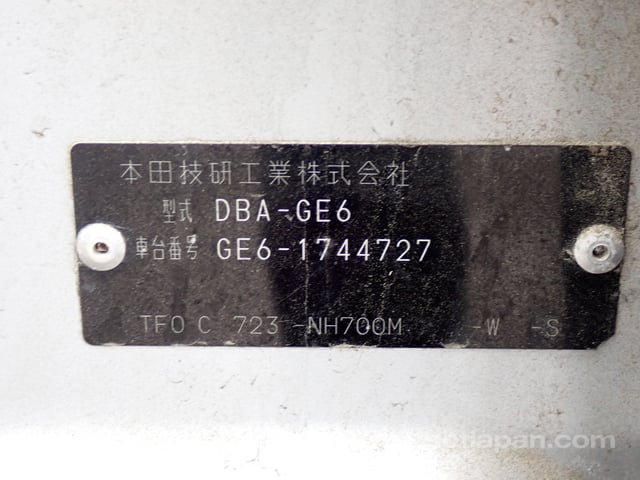 本田技研工業株式会社
型式 DBA-GE6
車台番号 GE6-1744727
TFO C 723 -NH700M -W -S